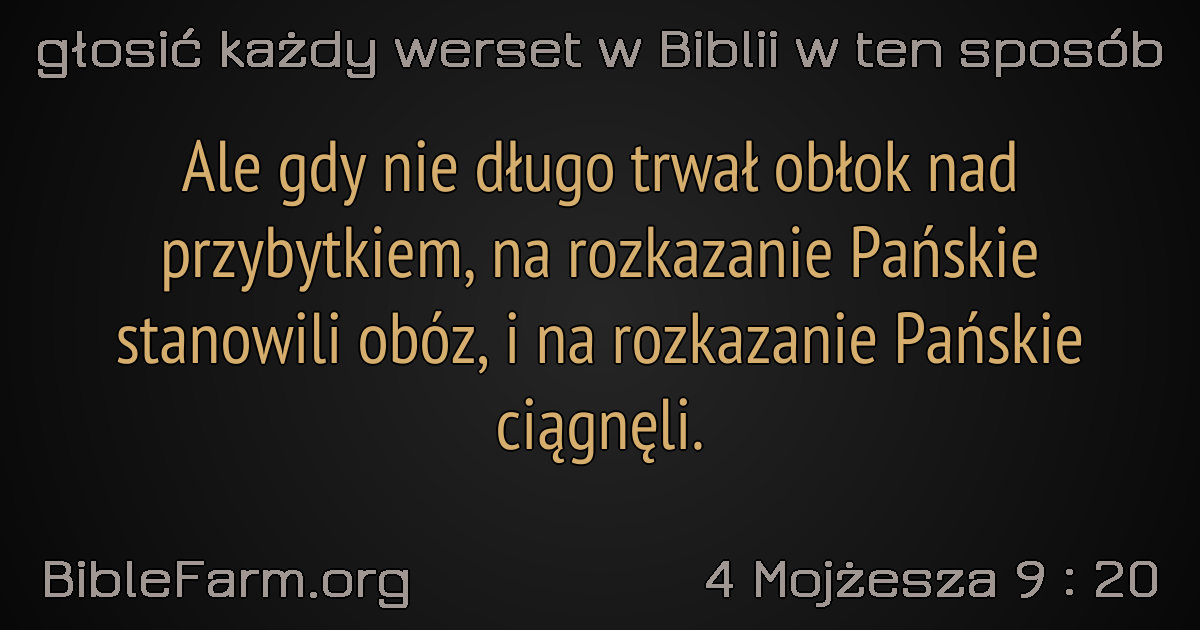 głosić każdy werset w Biblii w ten sposób
Ale gdy nie długo trwał obłok nad
przybytkiem, na rozkazanie Pańskie
stanowili obóz, i na rozkazanie Pańskie
ciągnęli.
BibleFarm.org
4 Mojżesza 9 : 20